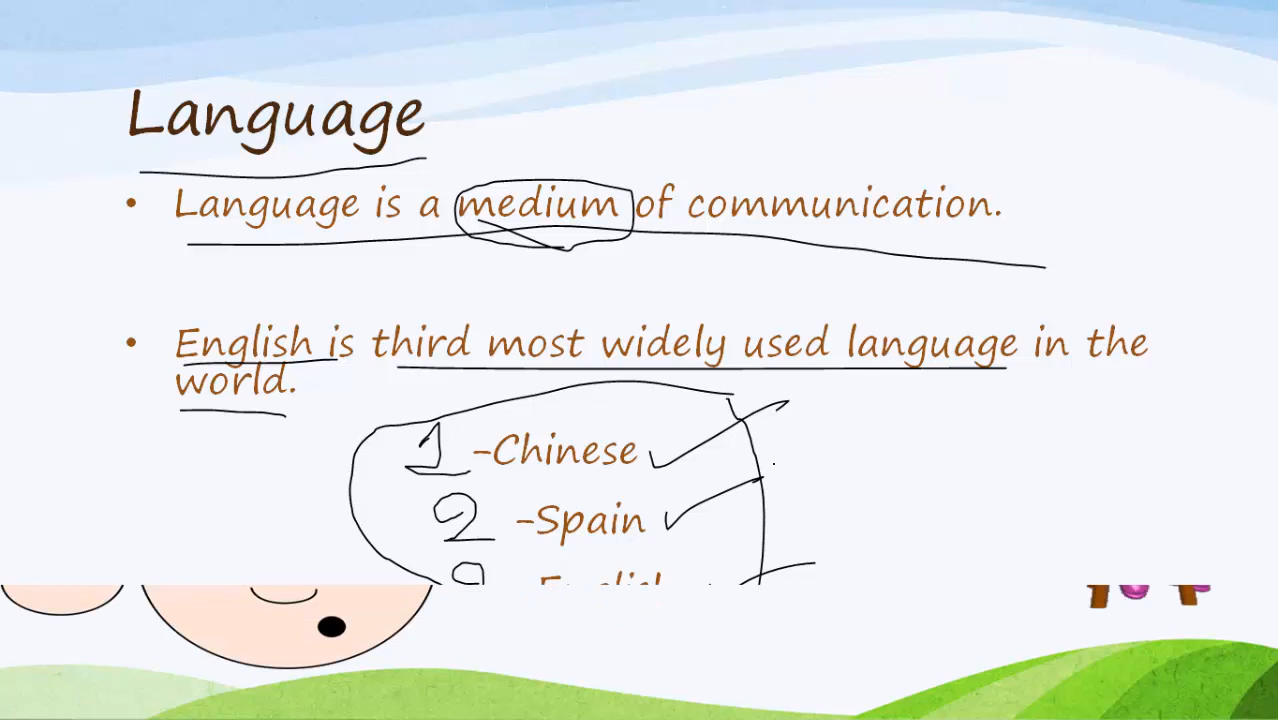 Language
• Language is a medium of communication.
• English is third most widely used language in the
world.
1 -Chinese
2 -Spain